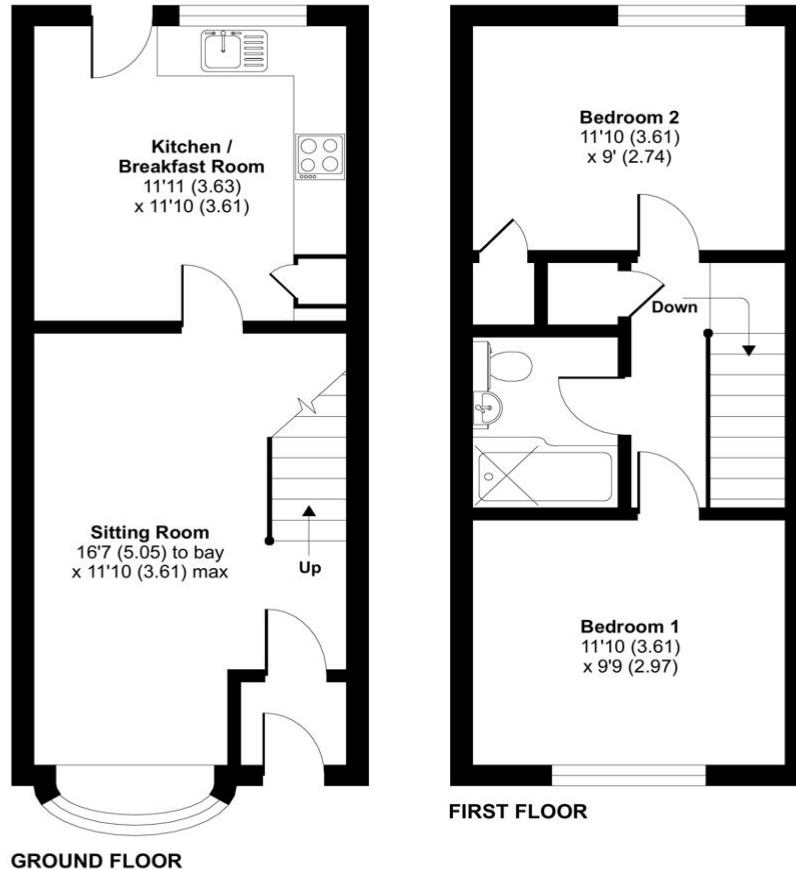 Kitchen /
Breakfast Room
11'11 (3.63)
x 11'10 (3.61)
Sitting Room
16'7 (5.05) to bay
x 11'10 (3.61) max
Up
GROUND FLOOR
Bedroom 2
11'10 (3.61)
x 9' (2.74)
Down
Bedroom 1
11'10 (3.61)
x 9'9 (2.97)
FIRST FLOOR